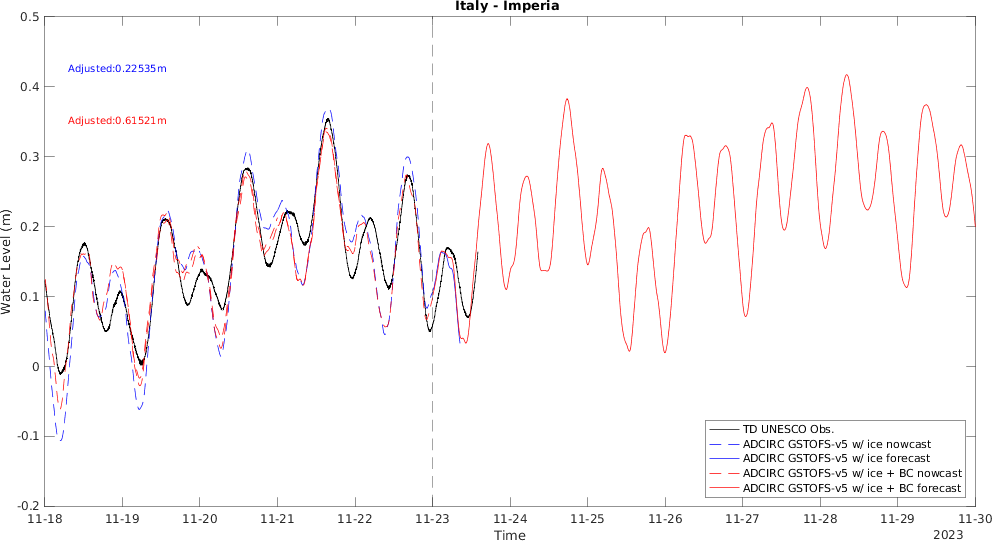 Italy - Imperia
0.5
0.4
0.3
0.2
0.1
0
-0.1
-0.2
Water Level (m)
Adjusted:0.22535m
Adjusted:0.61521m
TD UNESCO Obs.
ADCIRC GSTOFS-v5 w/ ice nowcast
ADCIRC GSTOFS-v5 w/ ice forecast
ADCIRC GSTOFS-v5 w/ ice + BC nowcast
ADCIRC GSTOFS-v5 w/ ice + BC forecast
11-18 11-19 11-20 11-21 11-22 11-23 11-24 11-25 11-26 11-27 11-28 11-29 11-30
Time
2023